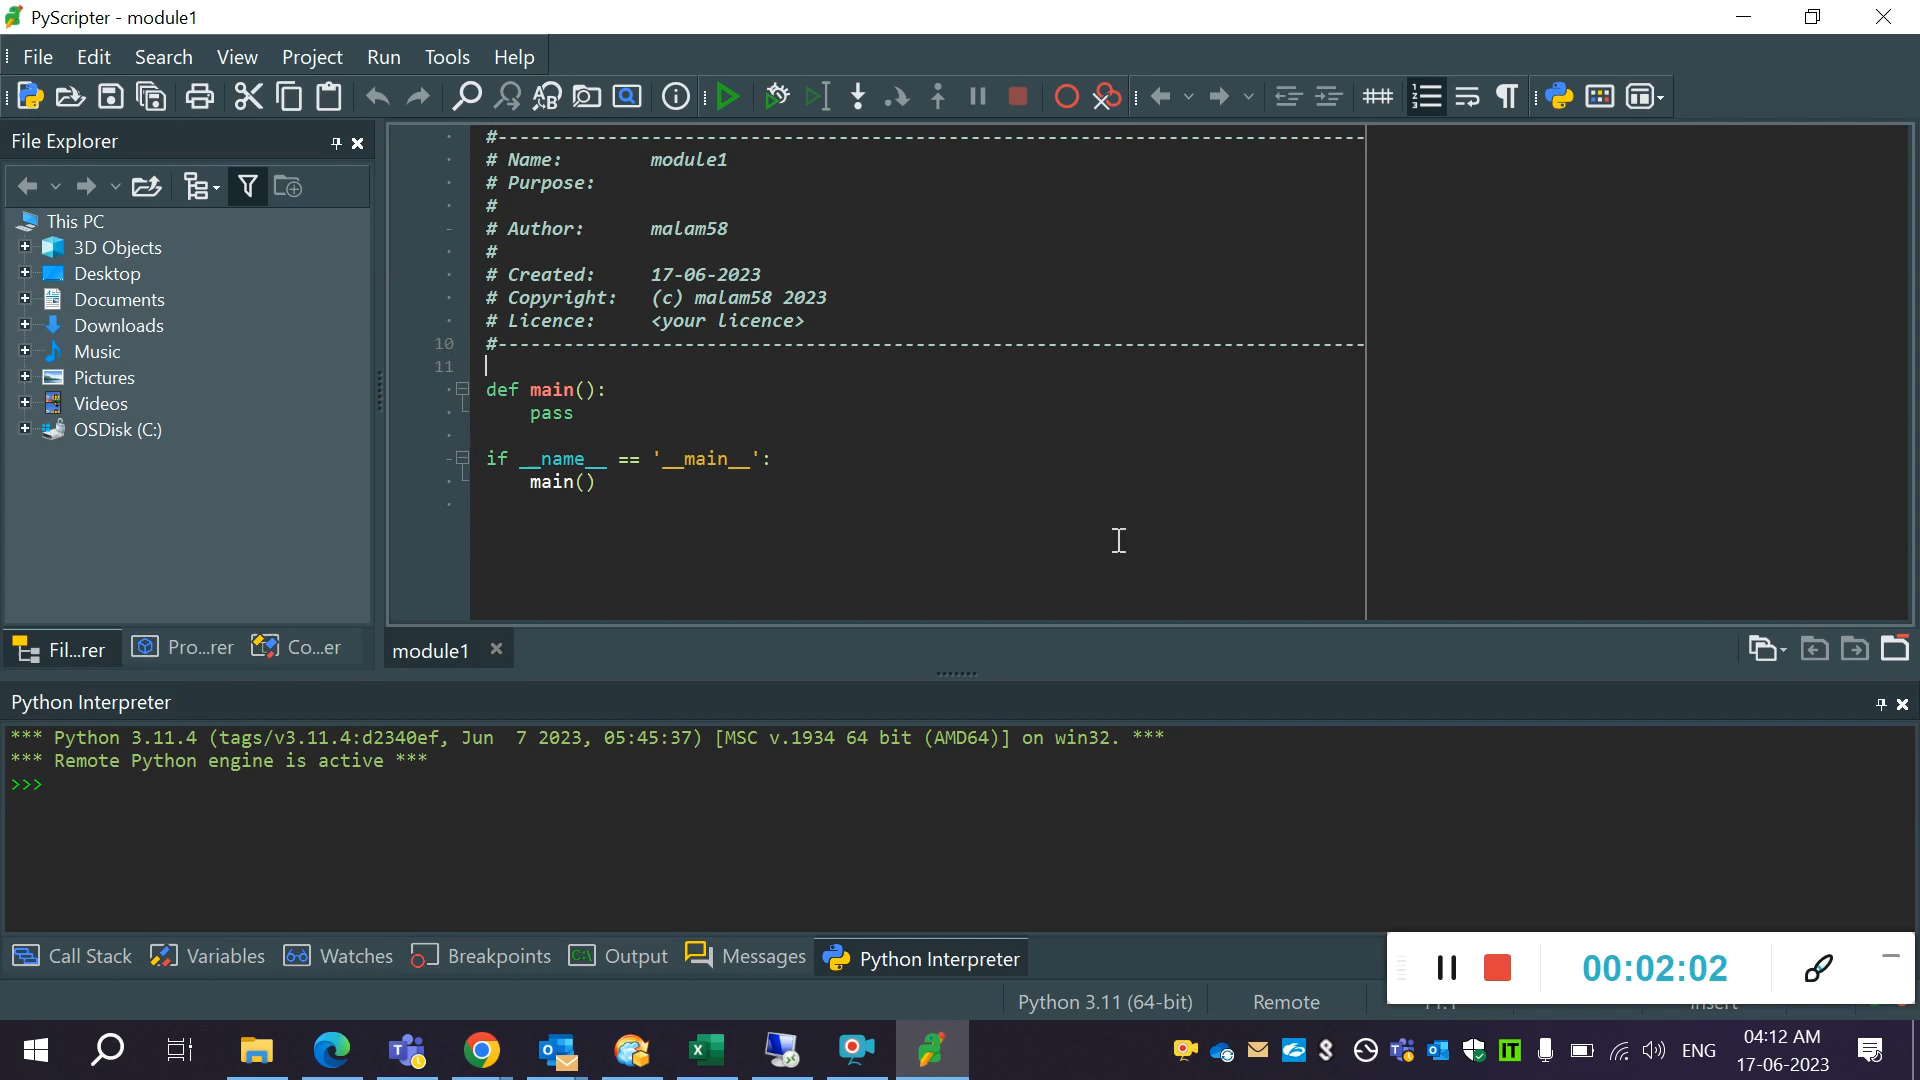 PyScripter - module1
File Edit Search View Project Run Tools Help
File Explorer
This PC
3D Objects
Desktop
Documents
Downloads
Music
Pictures
Videos
OSDisk (C:)
Fil...rer Pro...rer Co...er
#-------------------------------------------------------------------------------
# Name:        module1
# Purpose:
#
# Author:      malam58
#
# Created:     17-06-2023
# Copyright:   (c) malam58 2023
# Licence:     <your licence>
10 #-------------------------------------------------------------------------------
11
def main():
    pass
if __name__ == '__main__':
    main()
module1
Python Interpreter
*** Python 3.11.4 (tags/v3.11.4:d2340ef, Jun  7 2023, 05:45:37) [MSC v.1934 64 bit (AMD64)] on win32. ***
*** Remote Python engine is active ***
>>>
Call Stack Variables Watches Breakpoints Output Messages Python Interpreter
00:02:02
Python 3.11 (64-bit) Remote Insert
ENG
04:12 AM
17-06-2023